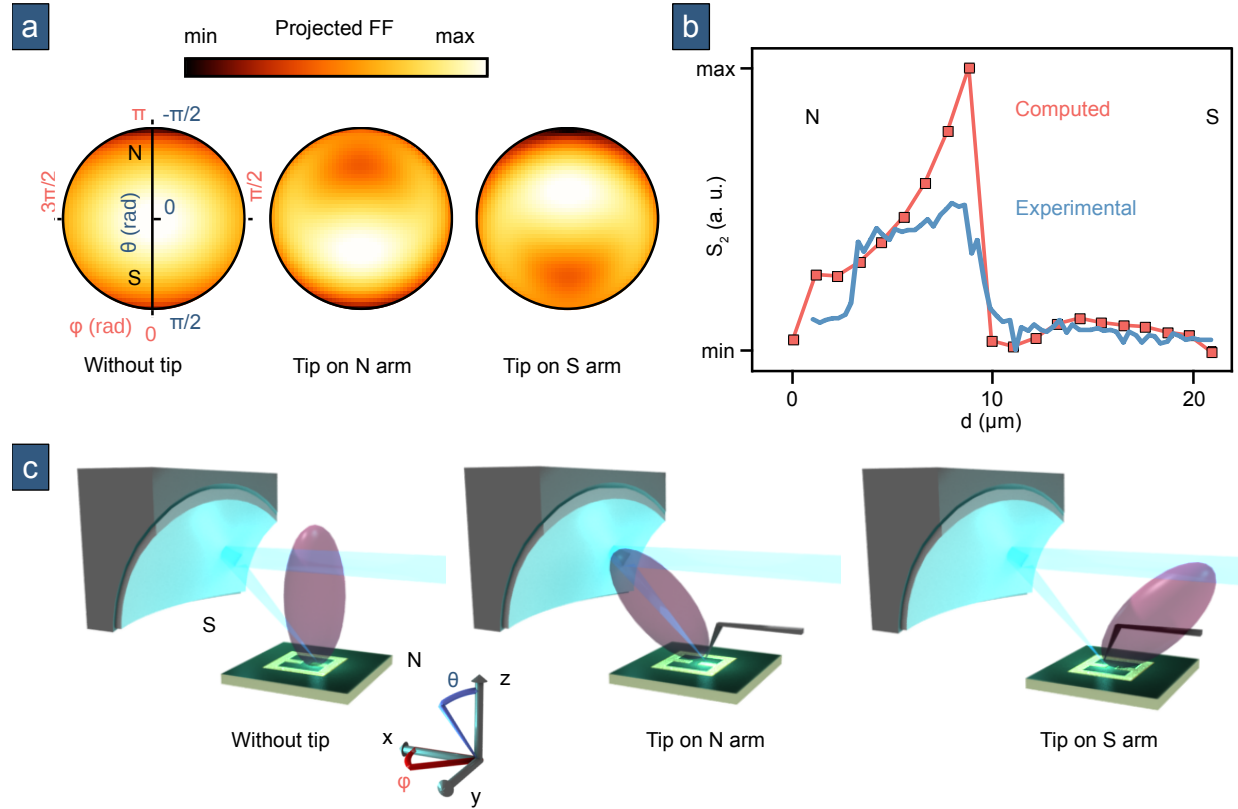 a
Projected FF
min
max
π
-π/2
N
3π/2
θ (rad)
0
π/2
S
φ (rad)
0
π/2
Without tip
Tip on N arm
Tip on S arm
b
max
min
S₂ (a. u.)
N
S
Computed
Experimental
0
10
20
d (µm)
c
S
N
θ
z
x
φ
y
Without tip
Tip on N arm
Tip on S arm